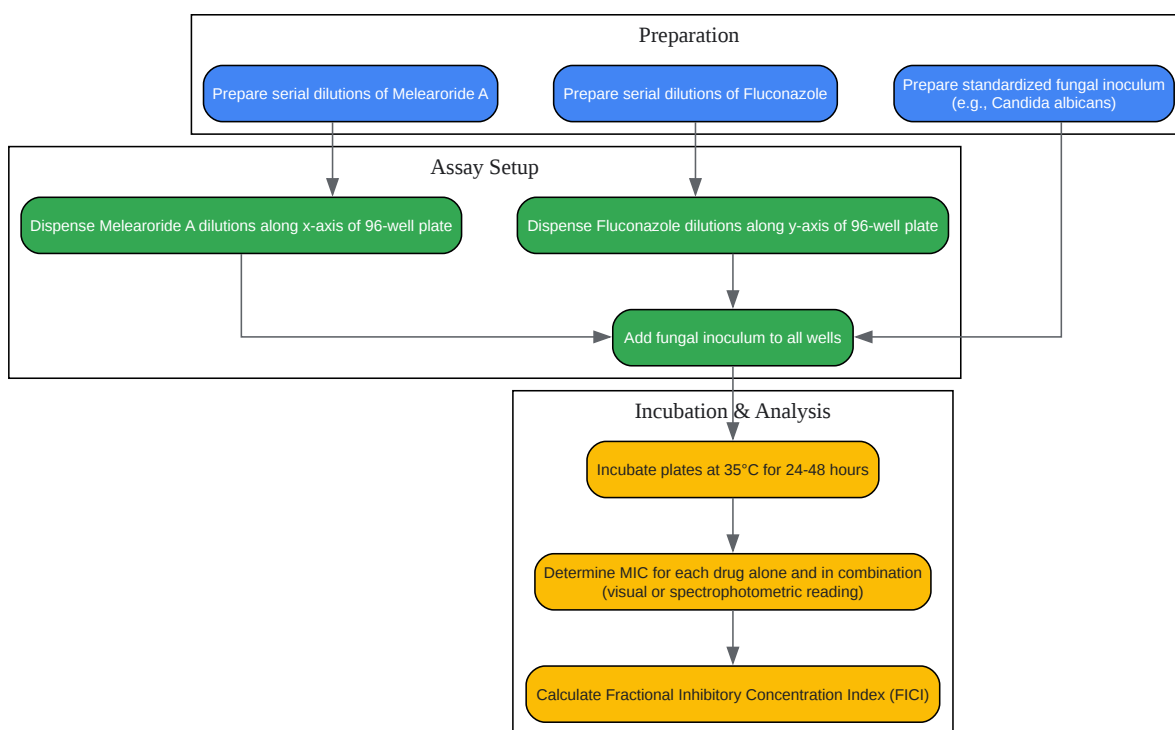 Preparation
Prepare serial dilutions of Melearoride A
Prepare serial dilutions of Fluconazole
Prepare standardized fungal inoculum
(e.g., Candida albicans)
Assay Setup
Dispense Melearoride A dilutions along x-axis of 96-well plate
Dispense Fluconazole dilutions along y-axis of 96-well plate
Add fungal inoculum to all wells
Incubation & Analysis
Incubate plates at 35°C for 24-48 hours
Determine MIC for each drug alone and in combination
(visual or spectrophotometric reading)
Calculate Fractional Inhibitory Concentration Index (FICI)